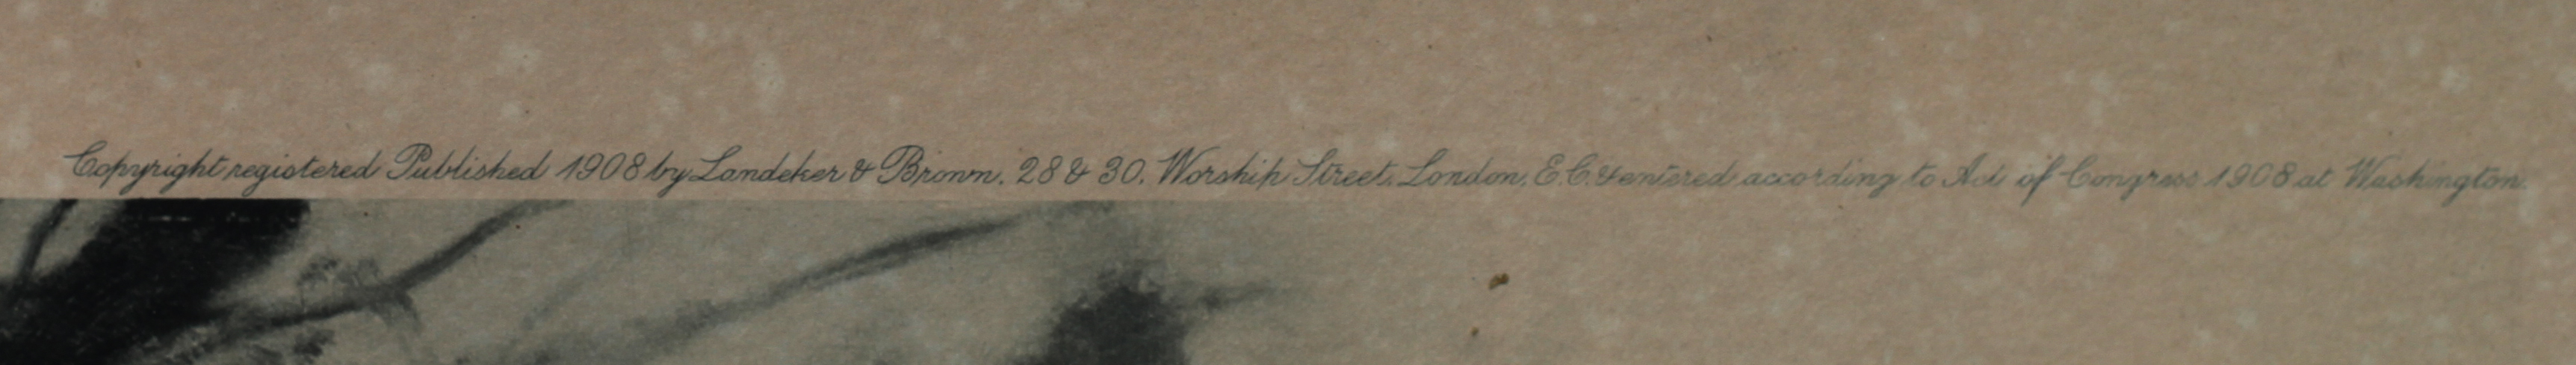 Copyright registered Published 1908 by Landeker & Brown. 28 & 30. Worship Street. London. E.C. & entered according to Act of Congress 1908 at Washington.